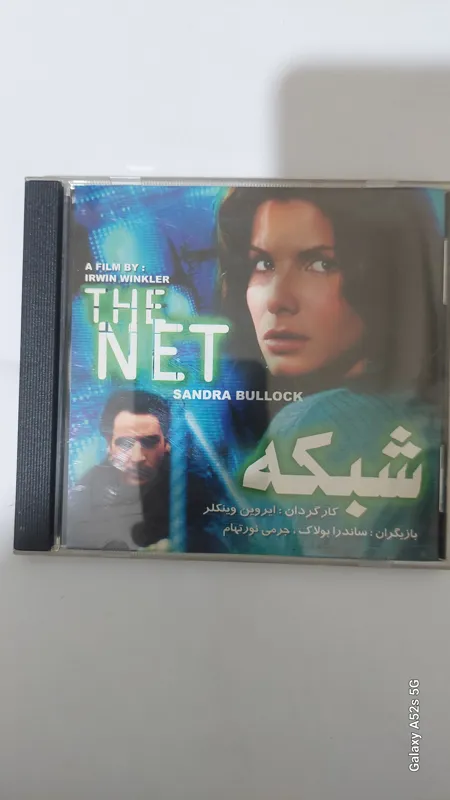 A FILM BY :
IRWIN WINKLER
THE
NET
SANDRA BULLOCK
شبکه
کارگردان : ایروین وینکلر
بازیگران : ساندرا بولاک ، جرمی نورتهام
Galaxy A52s 5G